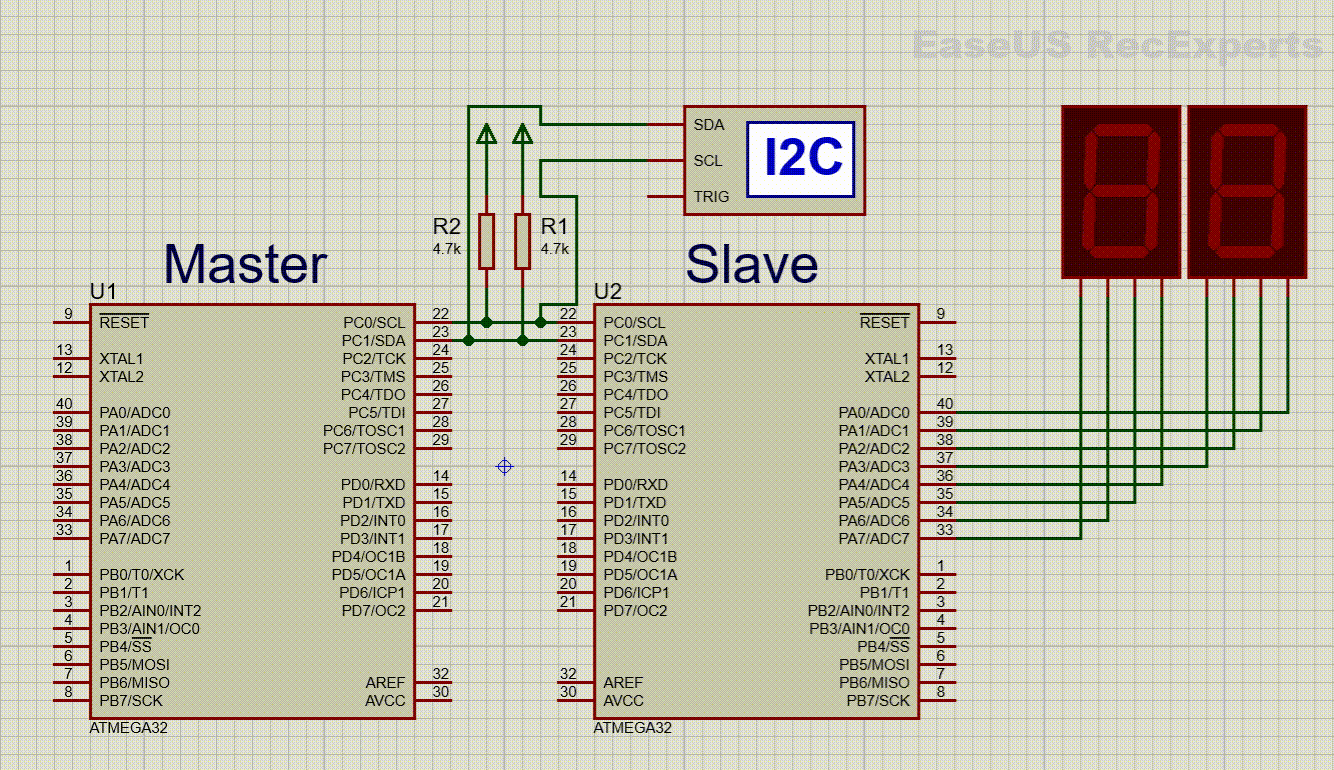 EaseUS RecExperts
SDA
SCL
TRIG
I2C
R2
4.7k
R1
4.7k
Master
Slave
U1
9 RESET PC0/SCL 22
PC1/SDA 23
13 XTAL1 PC2/TCK 24
12 XTAL2 PC3/TMS 25
PC4/TDO 26
40 PA0/ADC0 PC5/TDI 27
39 PA1/ADC1 PC6/TOSC1 28
38 PA2/ADC2 PC7/TOSC2 29
37 PA3/ADC3
36 PA4/ADC4 PD0/RXD 14
35 PA5/ADC5 PD1/TXD 15
34 PA6/ADC6 PD2/INT0 16
33 PA7/ADC7 PD3/INT1 17
PD4/OC1B 18
1 PB0/T0/XCK PD5/OC1A 19
2 PB1/T1 PD6/ICP1 20
3 PB2/AIN0/INT2 PD7/OC2 21
4 PB3/AIN1/OC0
5 PB4/SS
6 PB5/MOSI
7 PB6/MISO AREF 32
8 PB7/SCK AVCC 30
ATMEGA32
U2
22 PC0/SCL RESET 9
23 PC1/SDA
24 PC2/TCK XTAL1 13
25 PC3/TMS XTAL2 12
26 PC4/TDO
27 PC5/TDI PA0/ADC0 40
28 PC6/TOSC1 PA1/ADC1 39
29 PC7/TOSC2 PA2/ADC2 38
PA3/ADC3 37
14 PD0/RXD PA4/ADC4 36
15 PD1/TXD PA5/ADC5 35
16 PD2/INT0 PA6/ADC6 34
17 PD3/INT1 PA7/ADC7 33
18 PD4/OC1B
19 PD5/OC1A PB0/T0/XCK 1
20 PD6/ICP1 PB1/T1 2
21 PD7/OC2 PB2/AIN0/INT2 3
PB3/AIN1/OC0 4
PB4/SS 5
PB5/MOSI 6
32 AREF PB6/MISO 7
30 AVCC PB7/SCK 8
ATMEGA32